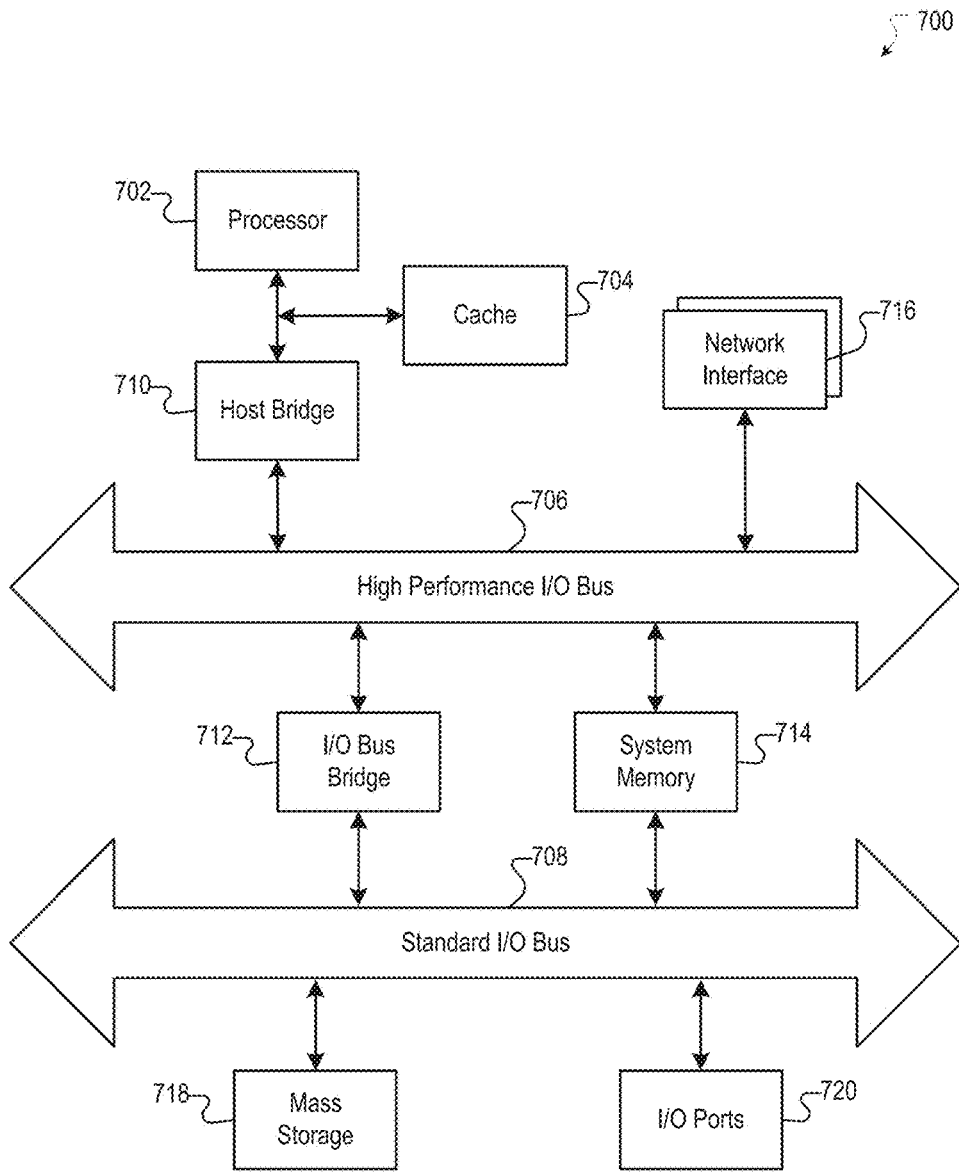 700
702
Processor
704
Cache
716
Network
Interface
710
Host Bridge
706
High Performance I/O Bus
712
I/O Bus
Bridge
System
Memory
714
708
Standard I/O Bus
718
Mass
Storage
I/O Ports
720